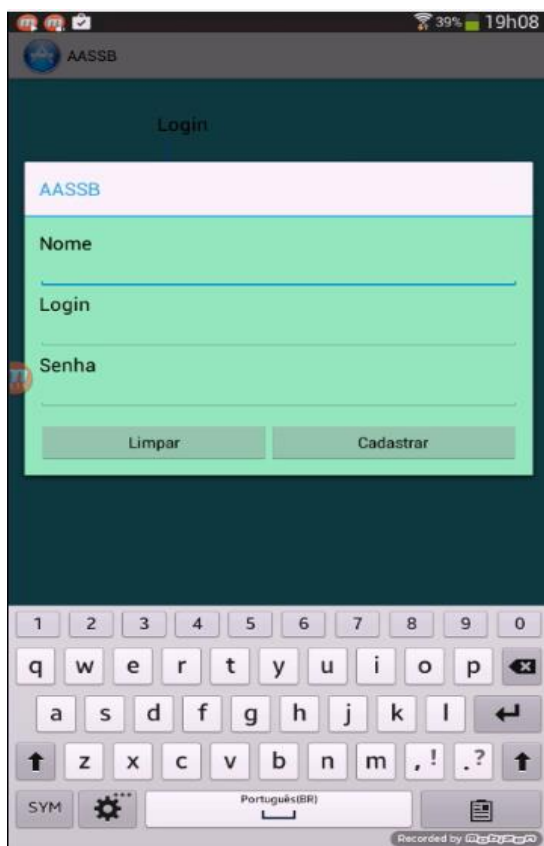 39% 19h08
AASSB
Login
AASSB
Nome
Login
Senha
Limpar Cadastrar
1 2 3 4 5 6 7 8 9 0
q w e r t y u i o p
a s d f g h j k l
z x c v b n m , ! . ?
SYM Português(BR)
Recorded by